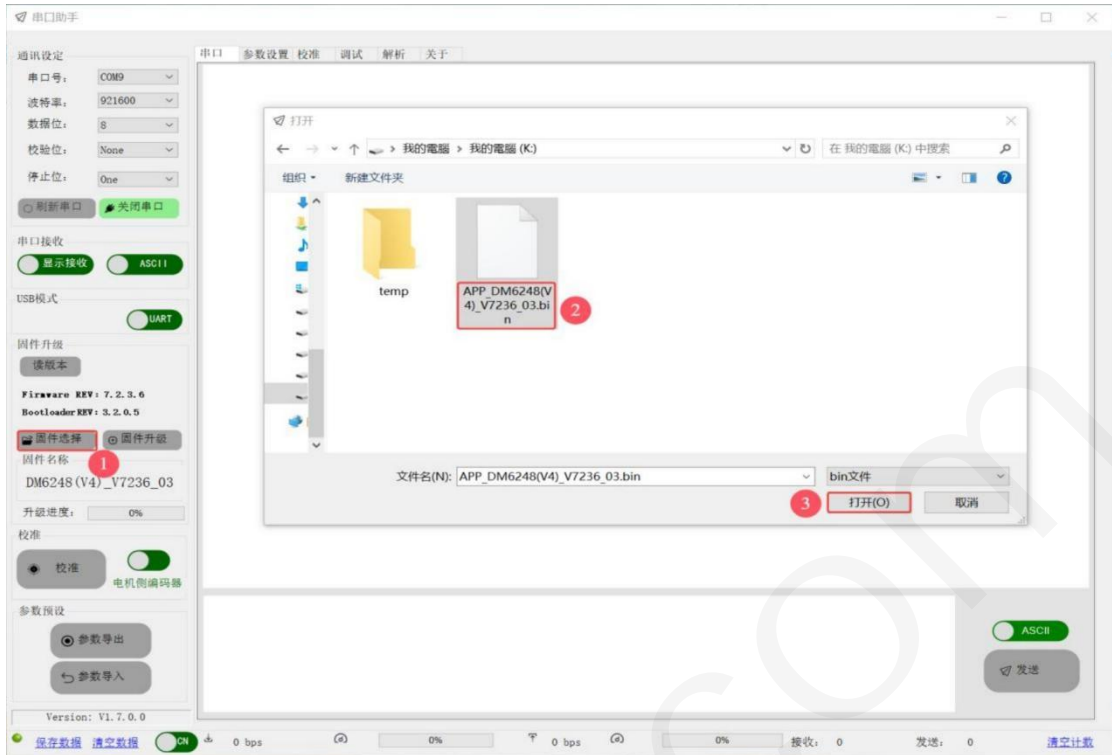 串口助手
通讯设定
串口号: COM9
波特率: 921600
数据位: 8
校验位: None
停止位: One
刷新串口 关闭串口
串口接收
显示接收 ASCII
USB模式
UART
固件升级
读版本
Firmware REV: 7.2.3.6
Bootloader REV: 3.2.0.5
固件选择 固件升级
1
固件名称
DM6248(V4)_V7236_03
升级进度: 0%
校准
校准
电机侧编码器
参数预设
参数导出
参数导入
Version: V1.7.0.0
串口 参数设置 校准 调试 解析 关于
打开
我的電腦 > 我的電腦 (K:)
在 我的電腦 (K:) 中搜索
组织 新建文件夹
temp
APP_DM6248(V
4)_V7236_03.bi
n
2
文件名(N): APP_DM6248(V4)_V7236_03.bin bin文件
3 打开(O) 取消
ASCII
发送
保存数据 清空数据 CN 0 bps 0% 0 bps 0% 接收: 0 发送: 0 清空计数
com